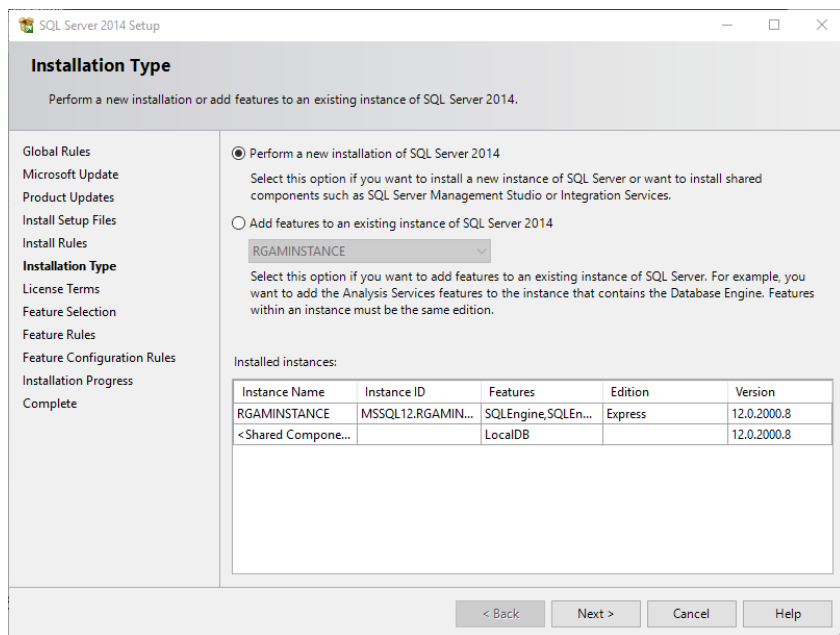 SQL Server 2014 Setup
Installation Type
Perform a new installation or add features to an existing instance of SQL Server 2014.
Global Rules
Microsoft Update
Product Updates
Install Setup Files
Install Rules
Installation Type
License Terms
Feature Selection
Feature Rules
Feature Configuration Rules
Installation Progress
Complete
Perform a new installation of SQL Server 2014
Select this option if you want to install a new instance of SQL Server or want to install shared
components such as SQL Server Management Studio or Integration Services.
Add features to an existing instance of SQL Server 2014
RGAMINSTANCE
Select this option if you want to add features to an existing instance of SQL Server. For example, you
want to add the Analysis Services features to the instance that contains the Database Engine. Features
within an instance must be the same edition.
Installed instances:
Instance Name Instance ID Features Edition Version
RGAMINSTANCE MSSQL12.RGAMIN... SQLEngine,SQLEn... Express 12.0.2000.8
<Shared Compone... LocalDB 12.0.2000.8
< Back Next > Cancel Help